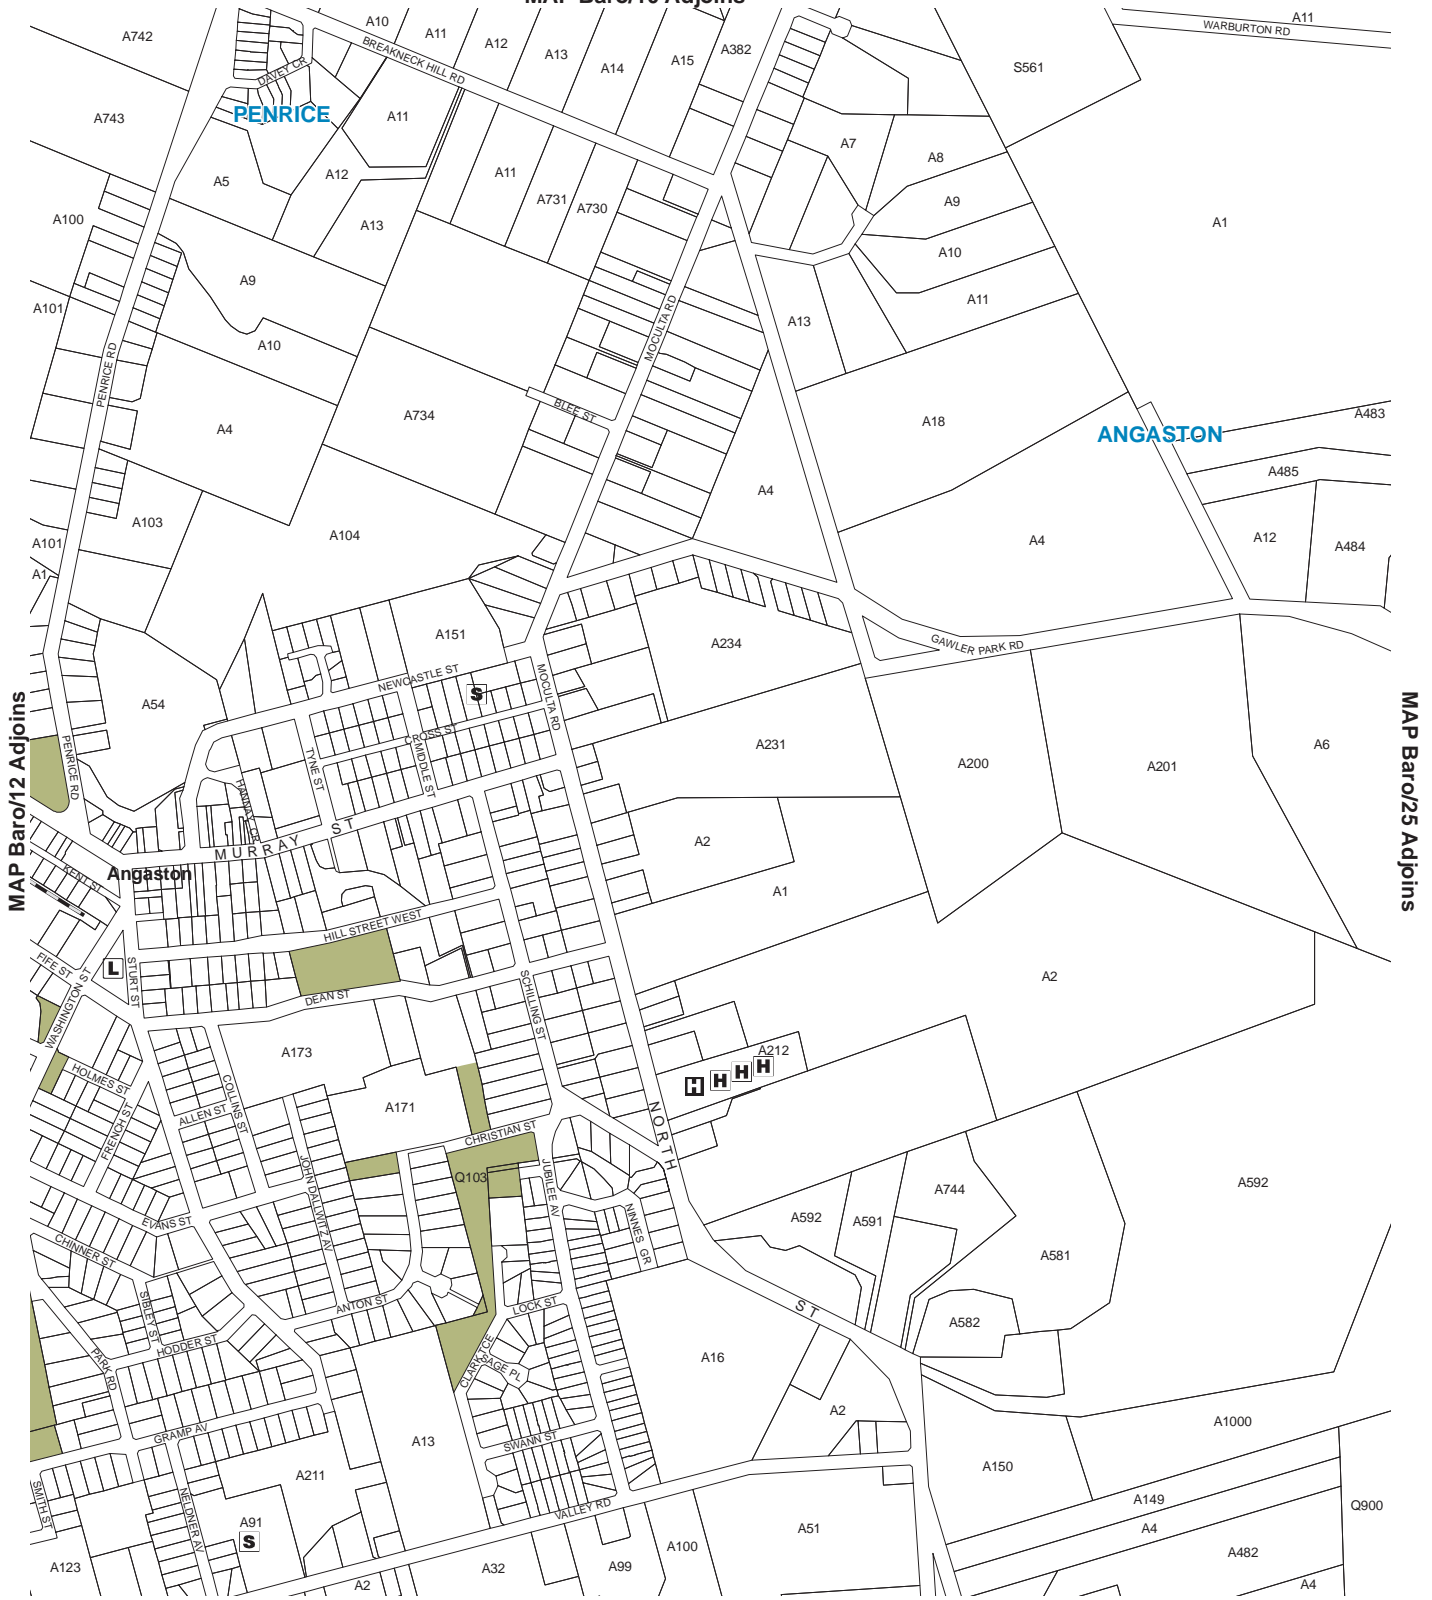 MAP Baro/10 Adjoins
A742
A10
A11
A12
A13
A14
A15
A382
S561
A11
WARBURTON RD
BREAKNECK HILL RD
DAVEY CR
PENRICE
A743
A11
A7
A8
A5
A12
A11
A731
A730
A9
A100
A13
A1
A9
A10
A11
A101
A10
A13
MOCULTA RD
PENRICE RD
A4
A734
BLEE ST
A18
ANGASTON
A483
A485
A4
A103
A104
A4
A12
A484
A101
A1
A151
A234
GAWLER PARK RD
NEWCASTLE ST
S
MOCULTA RD
A54
CROSS ST
MIDDLE ST
TYNE ST
PENRICE RD
A231
A200
A201
A6
MAP Baro/12 Adjoins
MAP Baro/25 Adjoins
HANNAY CR
MURRAY ST
A2
A1
Angaston
KENT ST
HILL STREET WEST
FIFE ST
L
STURT ST
WASHINGTON ST
DEAN ST
SCHILLING ST
A2
A173
A212
H
H
H
H
HOLMES ST
COLLINS ST
ALLEN ST
FRENCH ST
A171
CHRISTIAN ST
NORTH ST
JOHN DALLWITZ AV
Q103
JUBILEE AV
NINNES GR
A744
A592
A592
A591
A581
EVANS ST
CHINNER ST
SIBLEY ST
ANTON ST
LOCK ST
A582
HODDER ST
PARK RD
CLARK TCE
SAGE PL
A16
A2
A1000
GRAMP AV
A13
SWANN ST
A150
A211
SMITH ST
NELDNER AV
VALLEY RD
A149
Q900
A91
S
A51
A4
A123
A32
A99
A100
A482
A2
A4